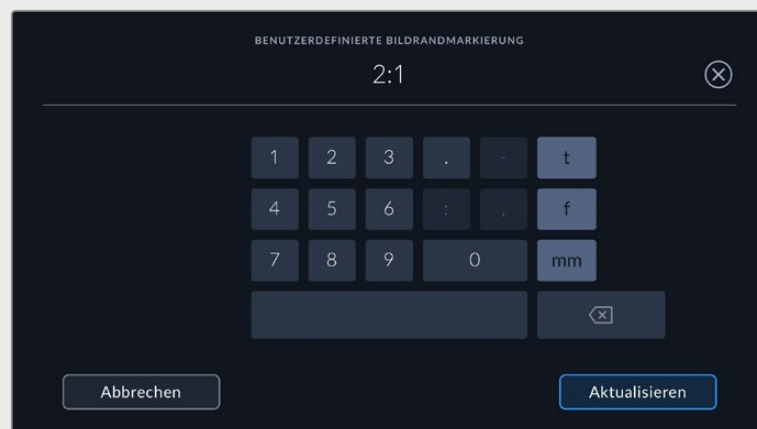 BENUTZERDEFINIERTE BILDRANDMARKIERUNG
2:1
1 2 3 . - t
4 5 6 : , f
7 8 9 0 mm
Abbrechen Aktualisieren